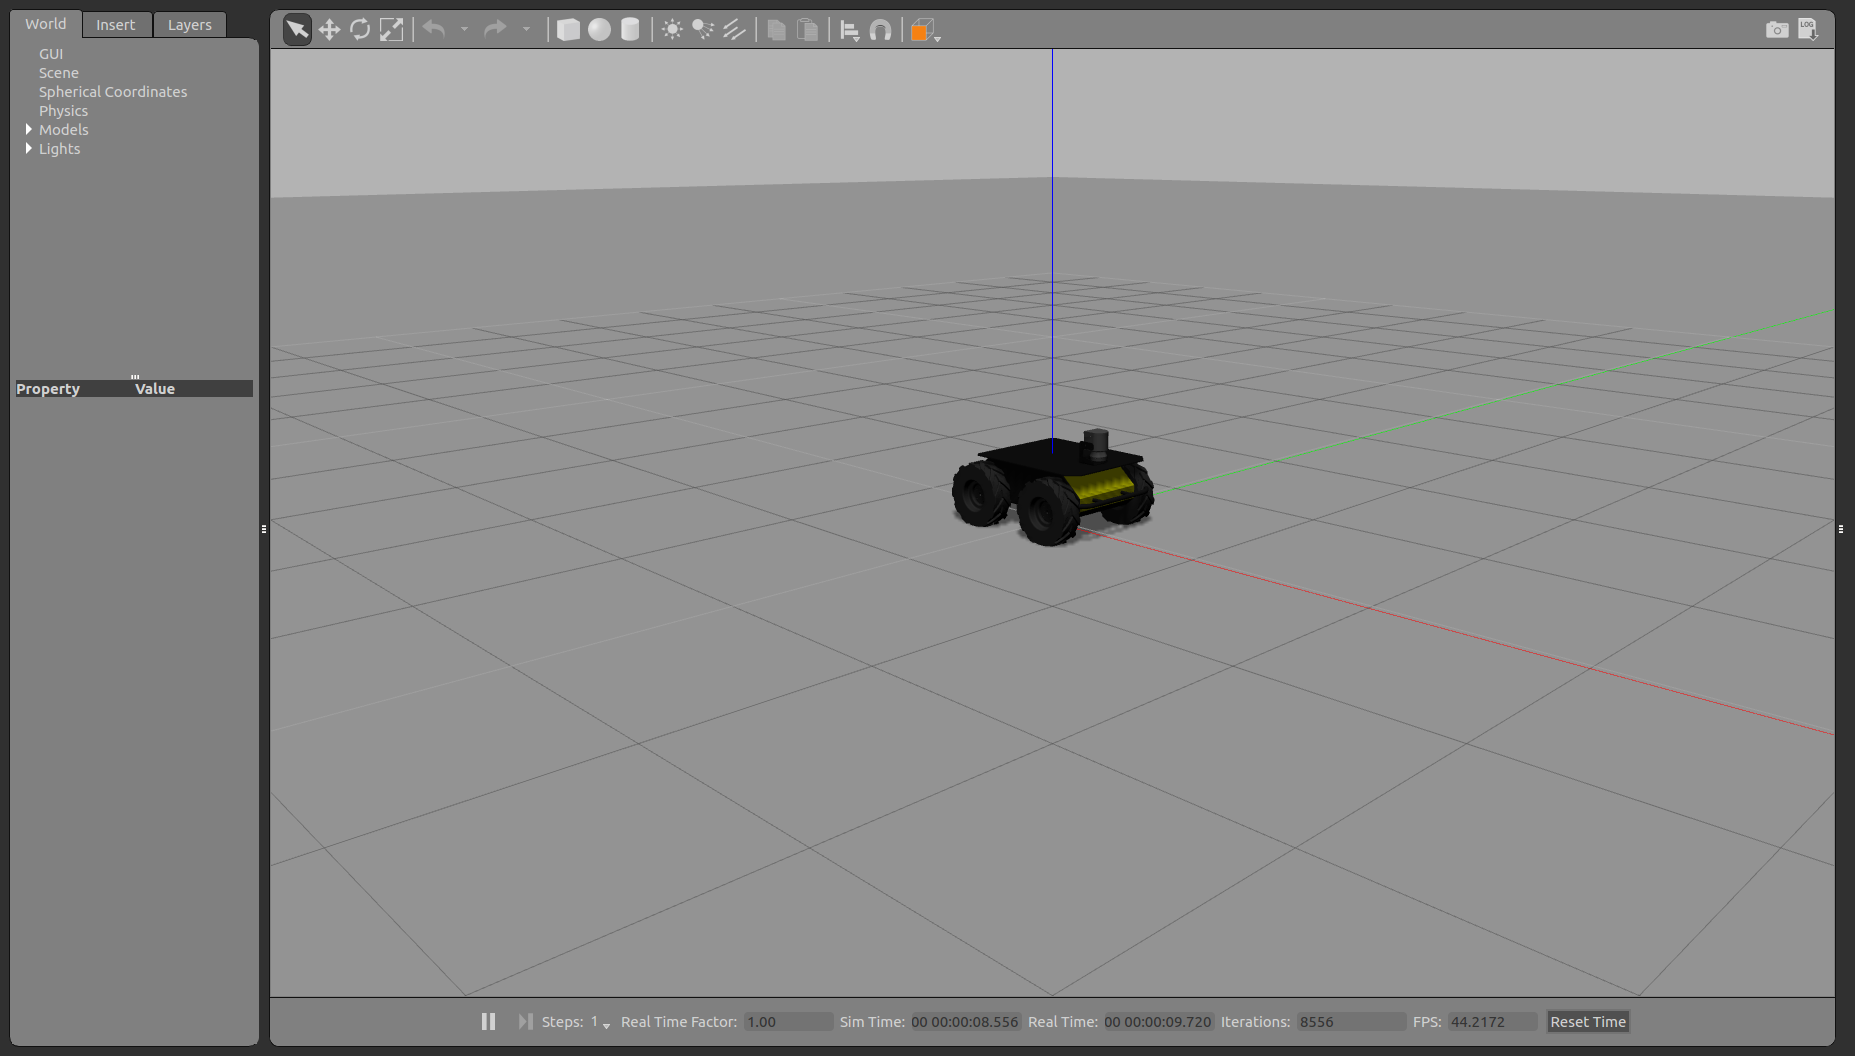 World Insert Layers
LOG
GUI
Scene
Spherical Coordinates
Physics
Models
Lights
Property Value
Steps: 1 Real Time Factor: 1.00 Sim Time: 00 00:00:08.556 Real Time: 00 00:00:09.720 Iterations: 8556 FPS: 44.2172 Reset Time